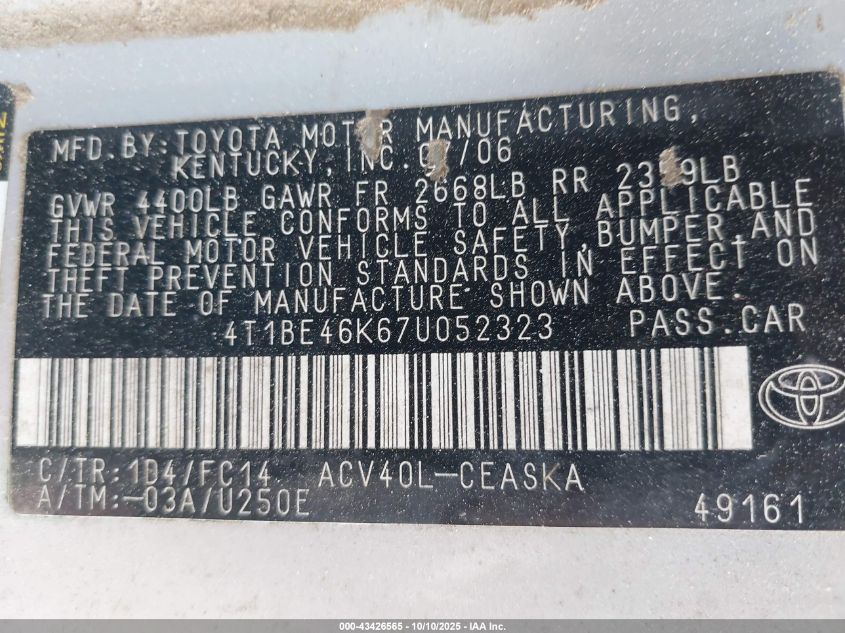 MFD. BY: TOYOTA MOTOR MANUFACTURING,
KENTUCKY, INC. /06
GVWR 4400LB GAWR FR 2668LB RR
THIS VEHICLE CONFORMS TO ALL APPLICABLE
FEDERAL MOTOR VEHICLE SAFETY, BUMPER, AND
THEFT PREVENTION STANDARDS IN EFFECT ON
THE DATE OF MANUFACTURE SHOWN ABOVE.
4T1BE46K67U052323 PASS. CAR
C/TR: 1D4/FC14 ACV40L-CEASKA
A/TM: -03A/U250E 49161
000-43426565 - 10/10/2025 - IAA Inc.